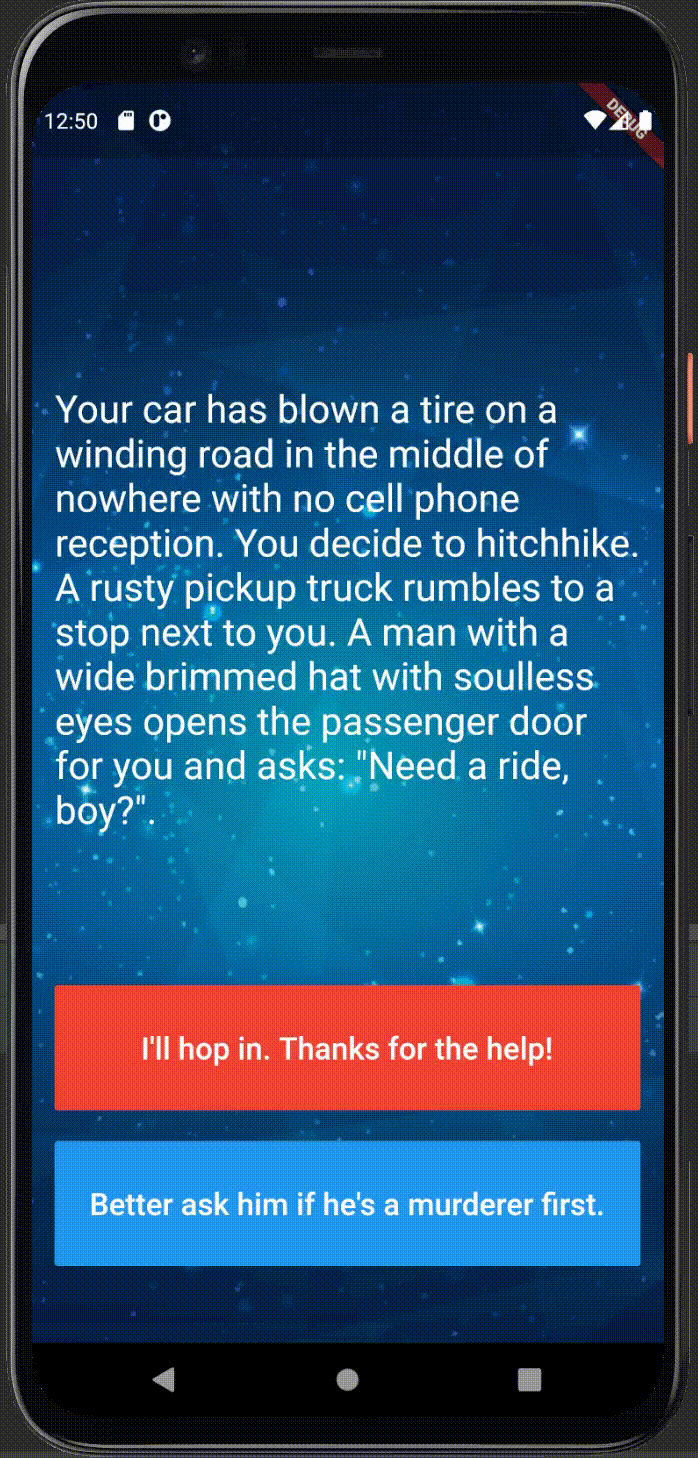 12:50
DEBUG
Your car has blown a tire on a
winding road in the middle of
nowhere with no cell phone
reception. You decide to hitchhike.
A rusty pickup truck rumbles to a
stop next to you. A man with a
wide brimmed hat with soulless
eyes opens the passenger door
for you and asks: "Need a ride,
boy?".
I'll hop in. Thanks for the help!
Better ask him if he's a murderer first.